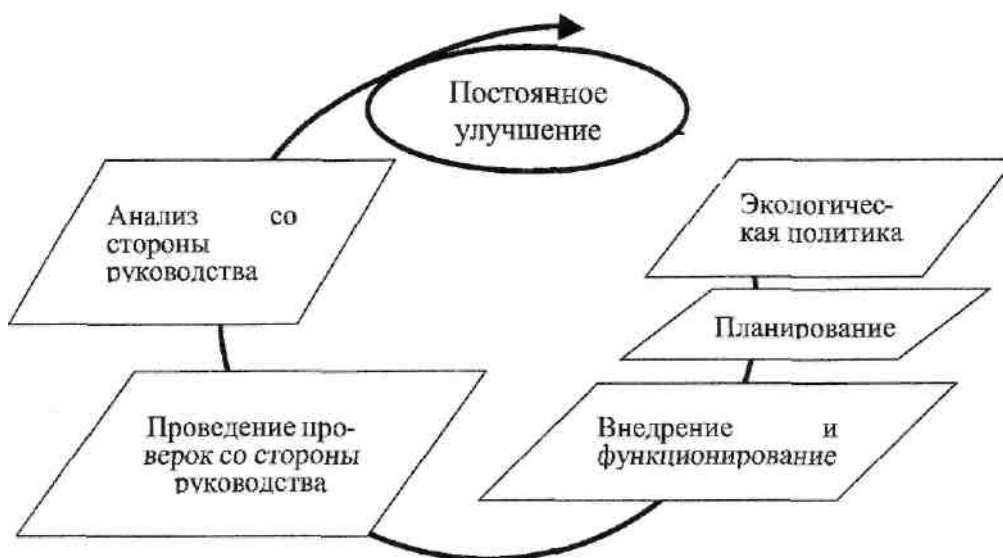 Постоянное
улучшение
Анализ со
стороны
руководства
Экологичес-
кая политика
Планирование
Проведение про-
верок со стороны
руководства
Внедрение и
функционирование